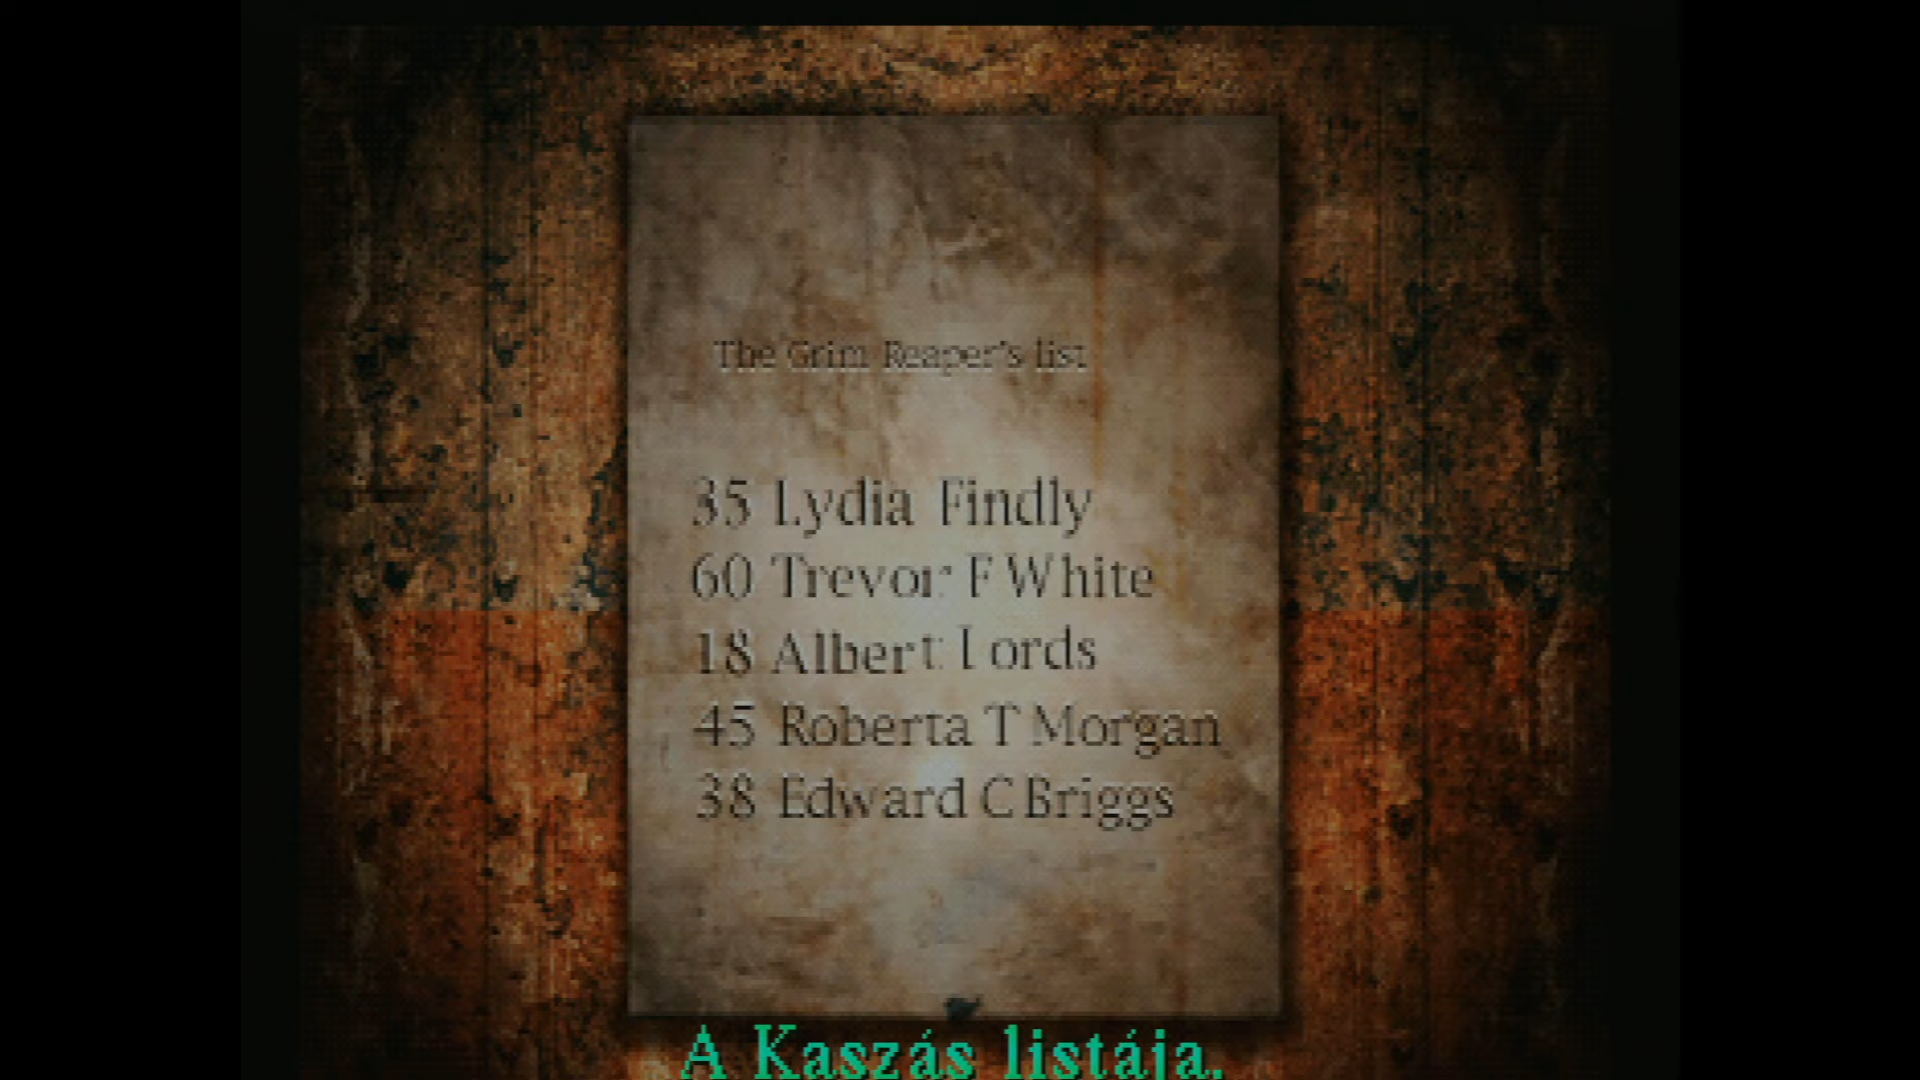 The Grim Reaper's list
35 Lydia Findly
60 Trevor F White
18 Albert Lords
45 Roberta T Morgan
38 Edward C Briggs
A Kaszás listája.